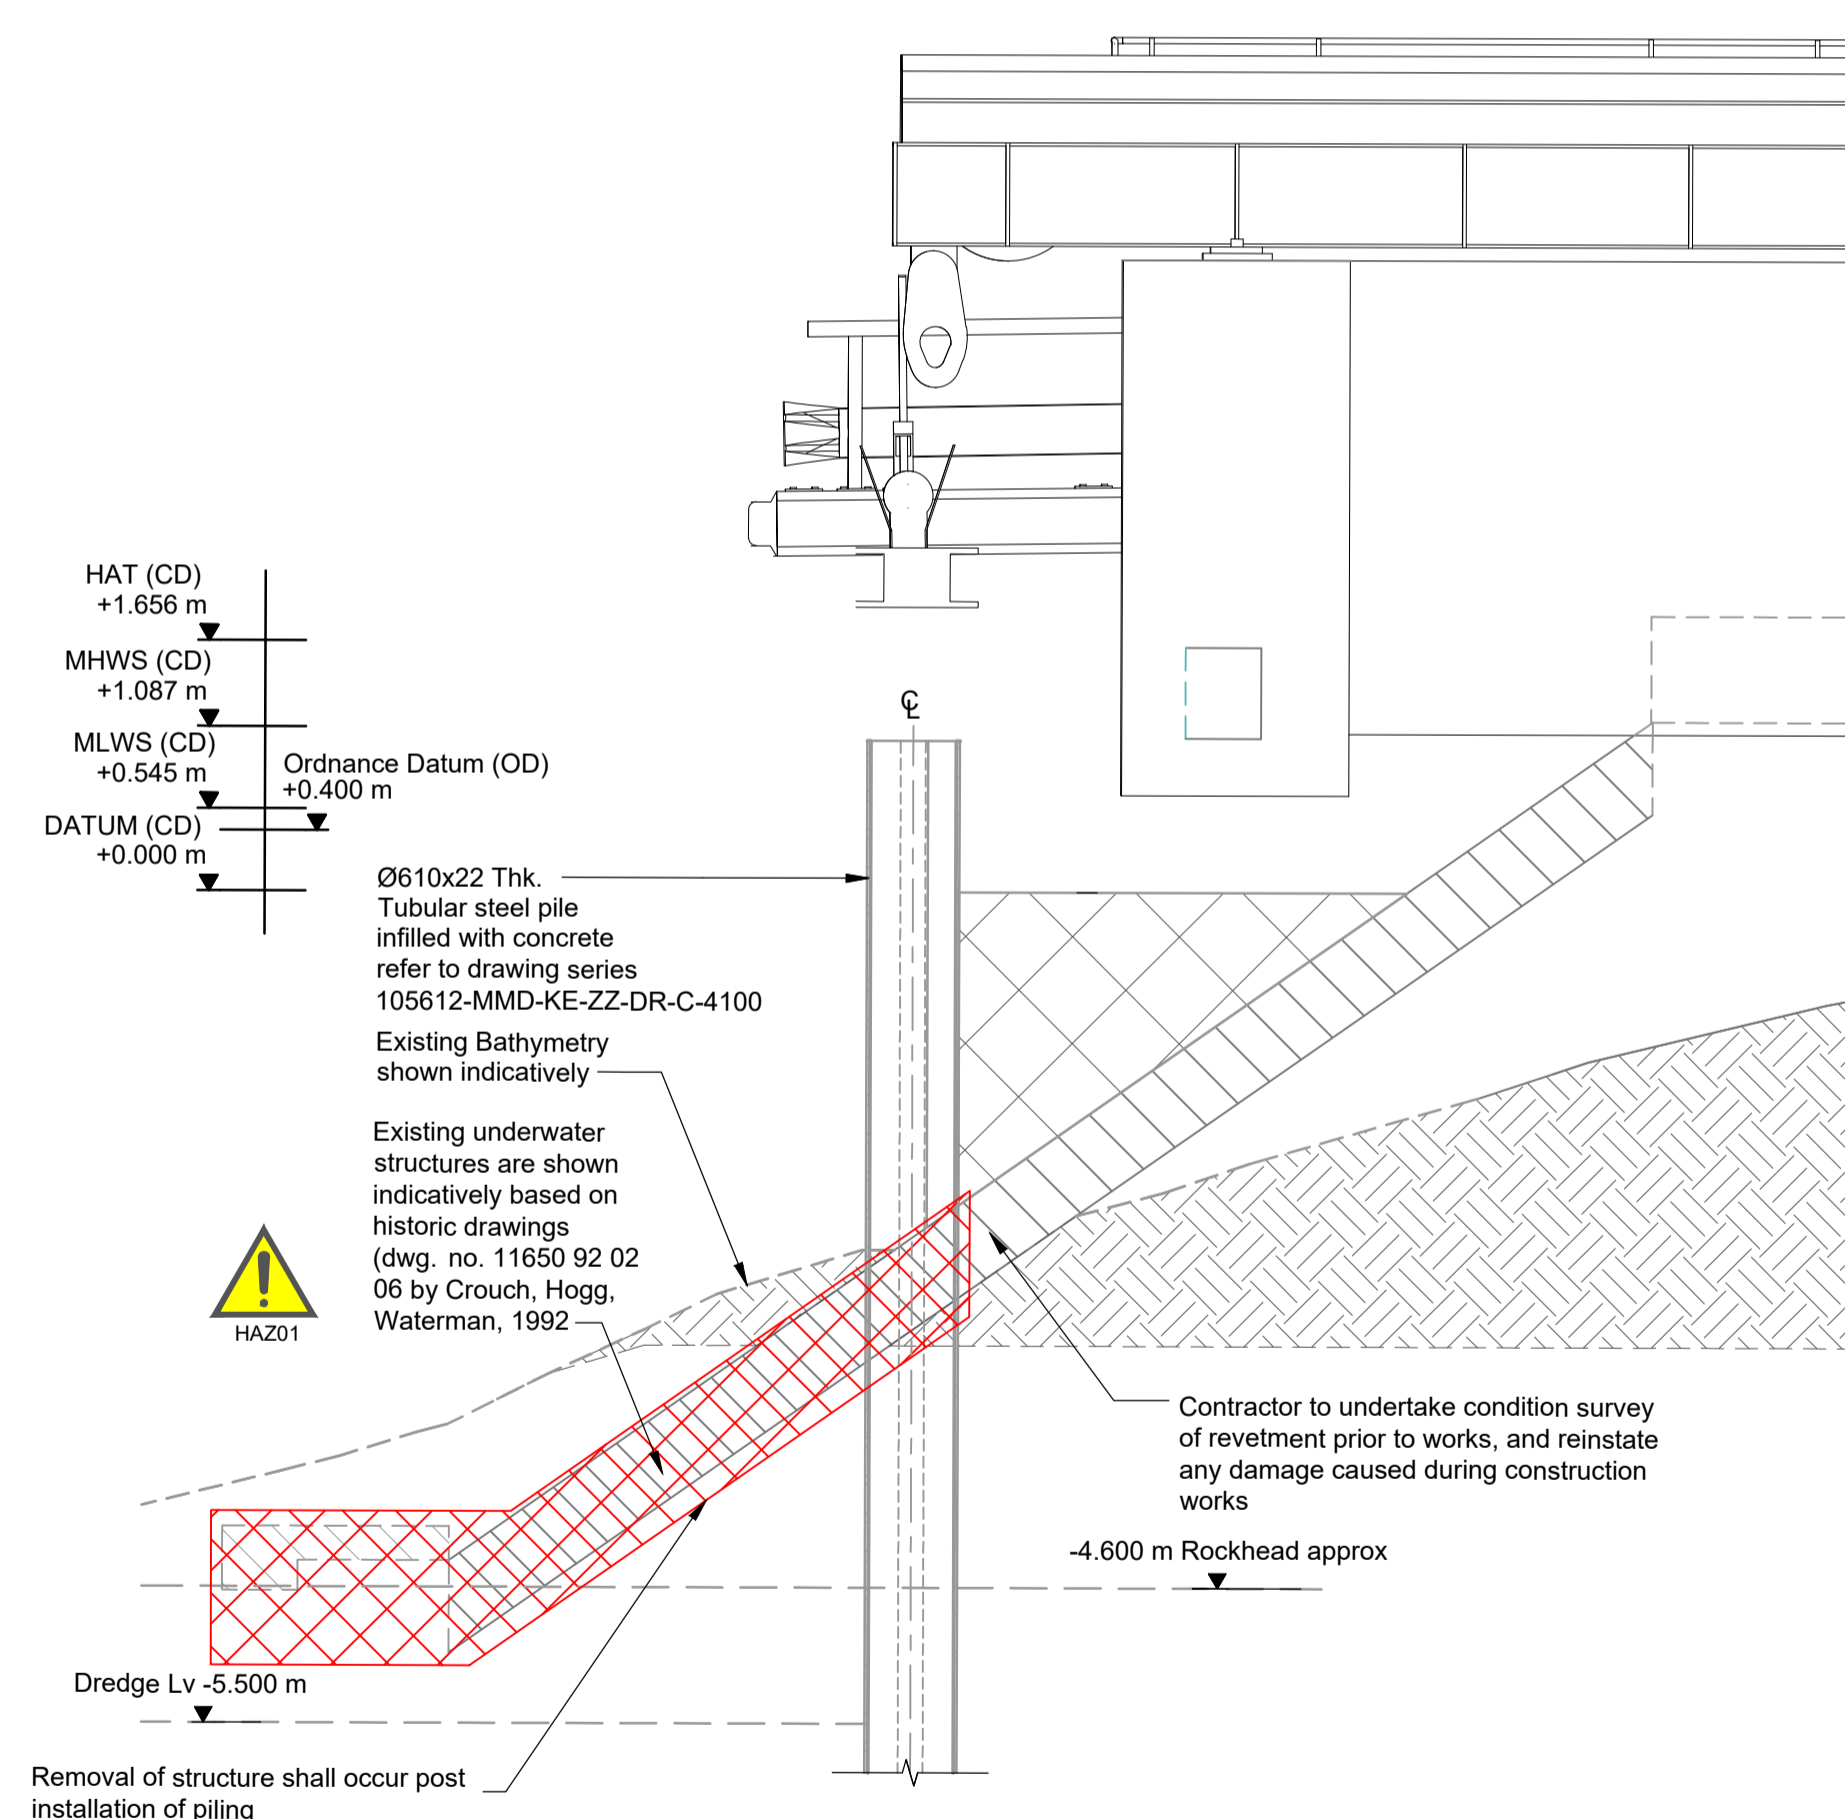 HAT (CD)
+1.656 m
MHWS (CD)
+1.087 m
MLWS (CD)
+0.545 m
Ordnance Datum (OD)
+0.400 m
DATUM (CD)
+0.000 m
℄
Ø610x22 Thk.
Tubular steel pile
infilled with concrete
refer to drawing series
105612-MMD-KE-ZZ-DR-C-4100
Existing Bathymetry
shown indicatively
Existing underwater
structures are shown
indicatively based on
historic drawings
(dwg. no. 11650 92 02
06 by Crouch, Hogg,
Waterman, 1992
HAZ01
Contractor to undertake condition survey
of revetment prior to works, and reinstate
any damage caused during construction
works
-4.600 m Rockhead approx
Dredge Lv -5.500 m
Removal of structure shall occur post
installation of piling